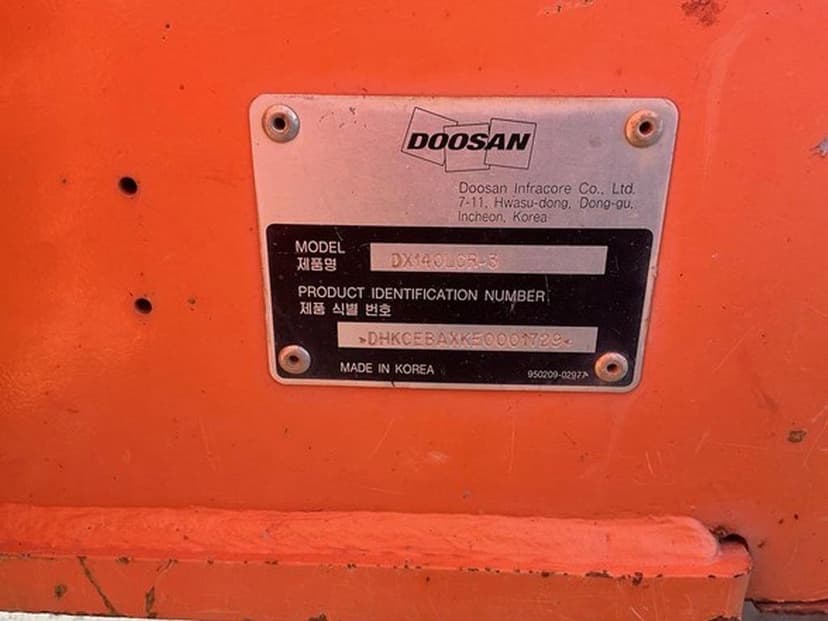 DOOSAN
Doosan Infracore Co., Ltd.
7-11, Hwasu-dong, Dong-gu,
Incheon, Korea
MODEL
제품명
DX140LCR-3
PRODUCT IDENTIFICATION NUMBER
제품 식별 번호
DHKCEBAXKE0001729
MADE IN KOREA
950209-02977